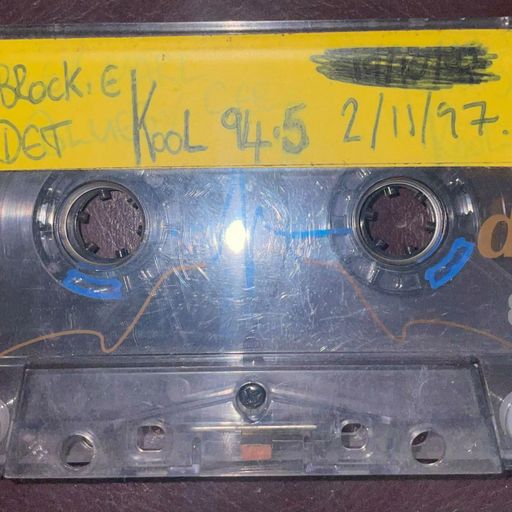 BLOCK.E
DET KOOL 94.5 2/11/97.